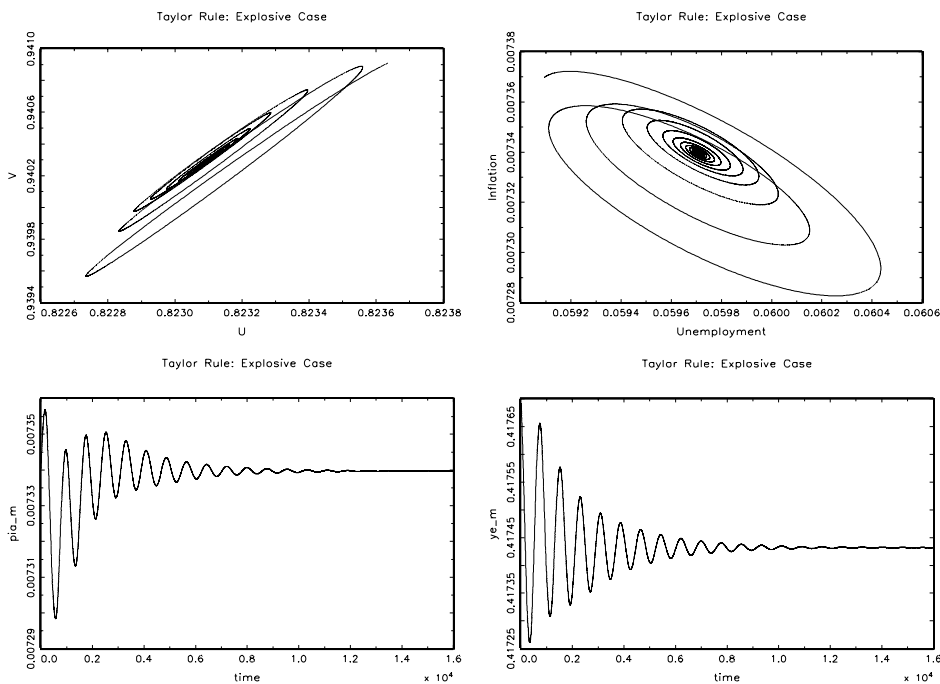 Taylor Rule: Explosive Case
V
0.9410
0.9406
0.9402
0.9398
0.9394
0.8226 0.8228 0.8230 0.8232 0.8234 0.8236 0.8238
U
Taylor Rule: Explosive Case
Inflation
0.00738
0.00736
0.00734
0.00732
0.00730
0.00728
0.0592 0.0594 0.0596 0.0598 0.0600 0.0602 0.0604 0.0606
Unemployment
Taylor Rule: Explosive Case
pia_m
0.00735
0.00733
0.00731
0.00729
0.0 0.2 0.4 0.6 0.8 1.0 1.2 1.4 1.6
time
× 10⁴
Taylor Rule: Explosive Case
ye_m
0.41765
0.41755
0.41745
0.41735
0.41725
0.0 0.2 0.4 0.6 0.8 1.0 1.2 1.4 1.6
time
× 10⁴